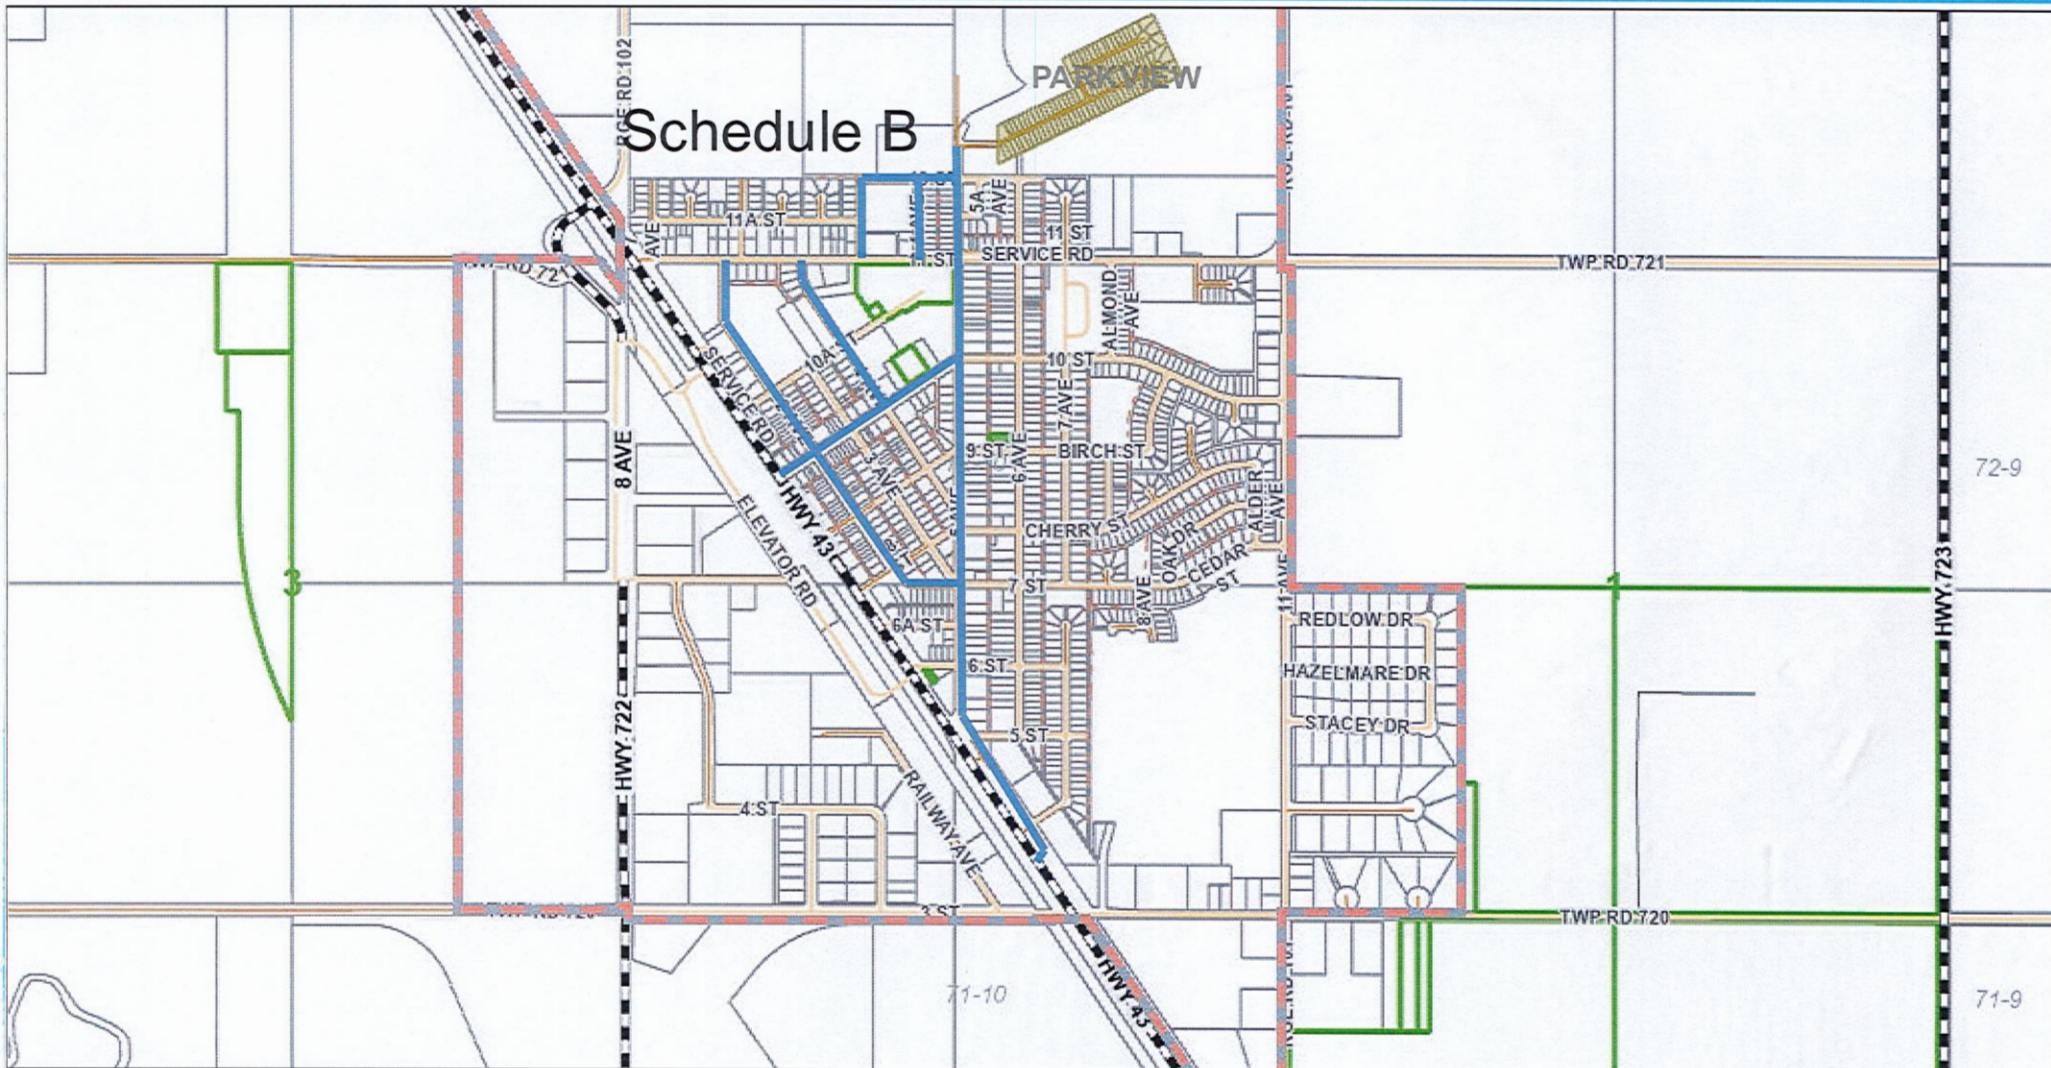 RGE RD 102
PARKVIEW
Schedule B
5A
AVE
11A ST
AVE
11 ST
SERVICE RD
TWP RD 721
ALMOND
AVE
10A ST
10 ST
SERVICE RD
7 AVE
8 AVE
3 AVE
9 ST
6 AVE
BIRCH ST
72-9
HWY 43
ELEVATOR RD
CHERRY ST
OAK DR
ALDER
AVE
CEDAR
ST
3
7 ST
8 AVE
11 AVE
1
HWY 723
6A ST
REDLOW DR
6 ST
HAZELMARE DR
HWY 722
5 ST
STACEY DR
4 ST
RAILWAY AVE
3 ST
TWP RD 720
HWY 43
71-10
71-9